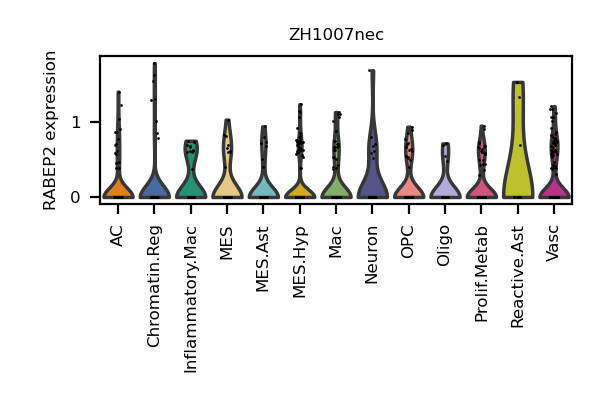 ZH1007nec
RABEP2 expression
1
0
AC
Chromatin.Reg
Inflammatory.Mac
MES
MES.Ast
MES.Hyp
Mac
Neuron
OPC
Oligo
Prolif.Metab
Reactive.Ast
Vasc